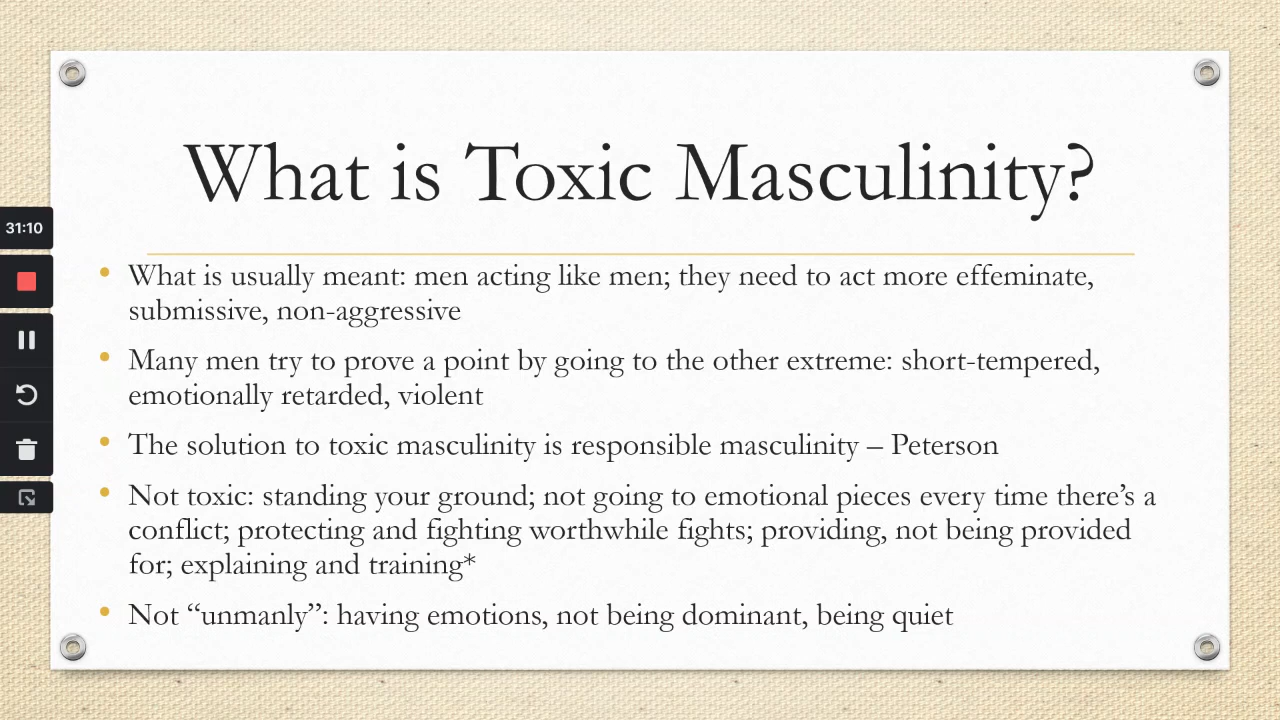 What is Toxic Masculinity?
31:10
• What is usually meant: men acting like men; they need to act more effeminate,
submissive, non-aggressive
• Many men try to prove a point by going to the other extreme: short-tempered,
emotionally retarded, violent
• The solution to toxic masculinity is responsible masculinity – Peterson
• Not toxic: standing your ground; not going to emotional pieces every time there’s a
conflict; protecting and fighting worthwhile fights; providing, not being provided
for; explaining and training*
• Not “unmanly”: having emotions, not being dominant, being quiet